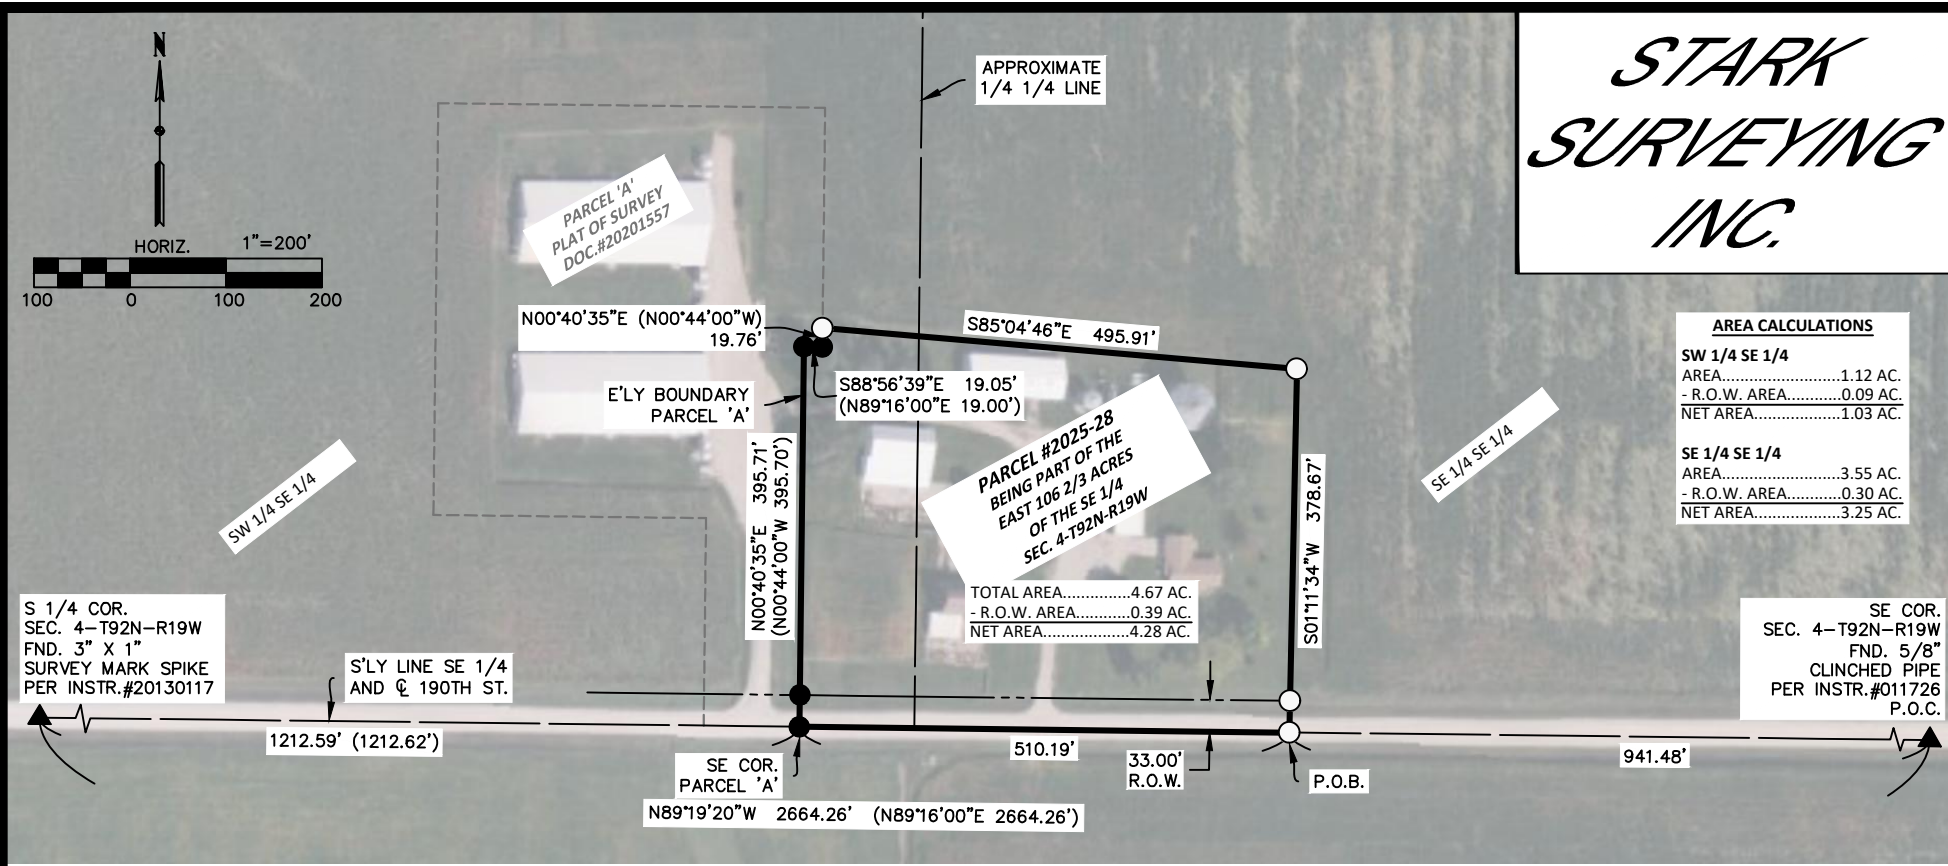 N
HORIZ. 1"=200'
100 0 100 200
APPROXIMATE
1/4 1/4 LINE
STARK
SURVEYING
INC.
PARCEL 'A'
PLAT OF SURVEY
DOC.#20201557
N00°40'35"E (N00°44'00"W)
19.76'
S85°04'46"E 495.91'
E'LY BOUNDARY
PARCEL 'A'
S88°56'39"E 19.05'
(N89°16'00"E 19.00')
AREA CALCULATIONS
SW 1/4 SE 1/4
AREA.........................1.12 AC.
- R.O.W. AREA............0.09 AC.
NET AREA...................1.03 AC.
SE 1/4 SE 1/4
AREA.........................3.55 AC.
- R.O.W. AREA............0.30 AC.
NET AREA...................3.25 AC.
SW 1/4 SE 1/4
N00°40'35"E 395.71'
(N00°44'00"W 395.70')
PARCEL #2025-28
BEING PART OF THE
EAST 106 2/3 ACRES
OF THE SE 1/4
SEC. 4-T92N-R19W
TOTAL AREA...............4.67 AC.
- R.O.W. AREA............0.39 AC.
NET AREA...................4.28 AC.
S01°11'34"W 378.67'
SE 1/4 SE 1/4
S 1/4 COR.
SEC. 4-T92N-R19W
FND. 3" X 1"
SURVEY MARK SPIKE
PER INSTR.#20130117
S'LY LINE SE 1/4
AND ℄ 190TH ST.
SE COR.
SEC. 4-T92N-R19W
FND. 5/8"
CLINCHED PIPE
PER INSTR.#011726
P.O.C.
1212.59' (1212.62')
SE COR.
PARCEL 'A'
510.19'
33.00'
R.O.W.
P.O.B.
941.48'
N89°19'20"W 2664.26' (N89°16'00"E 2664.26')